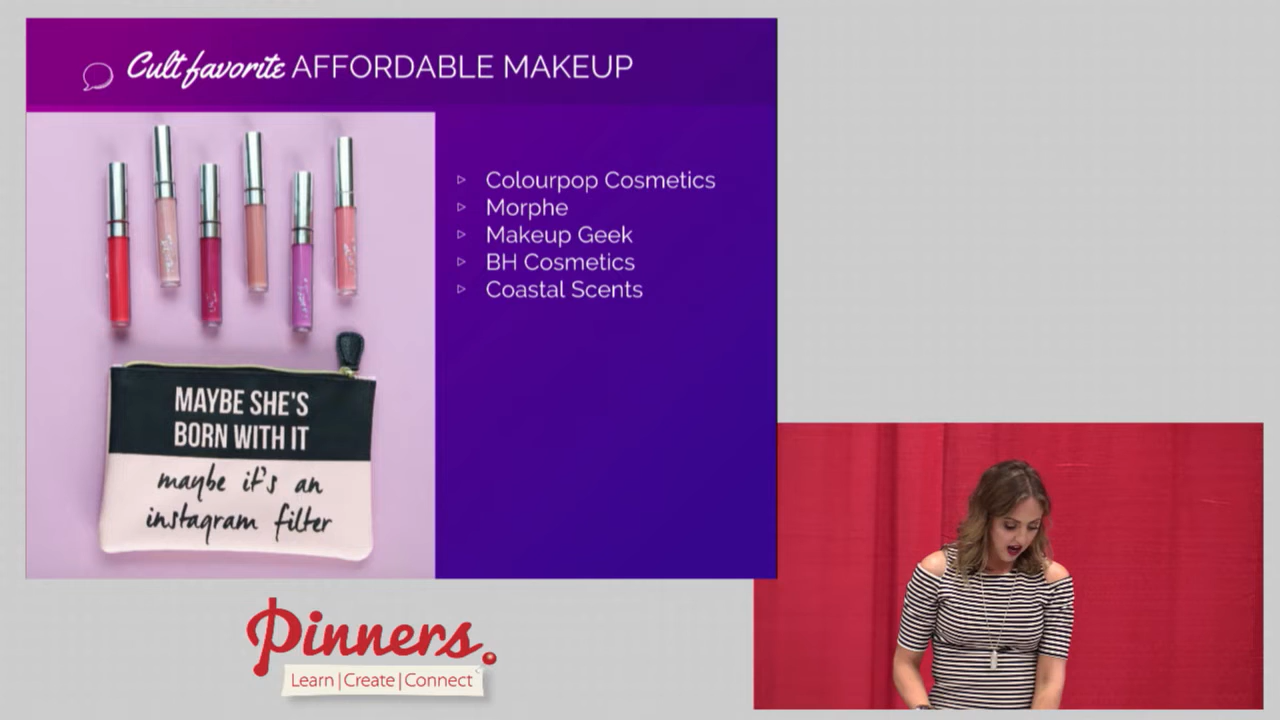 Cult favorite AFFORDABLE MAKEUP
Colourpop Cosmetics
Morphe
Makeup Geek
BH Cosmetics
Coastal Scents
MAYBE SHE'S
BORN WITH IT
maybe it's an
instagram filter
Pinners.
Learn|Create|Connect